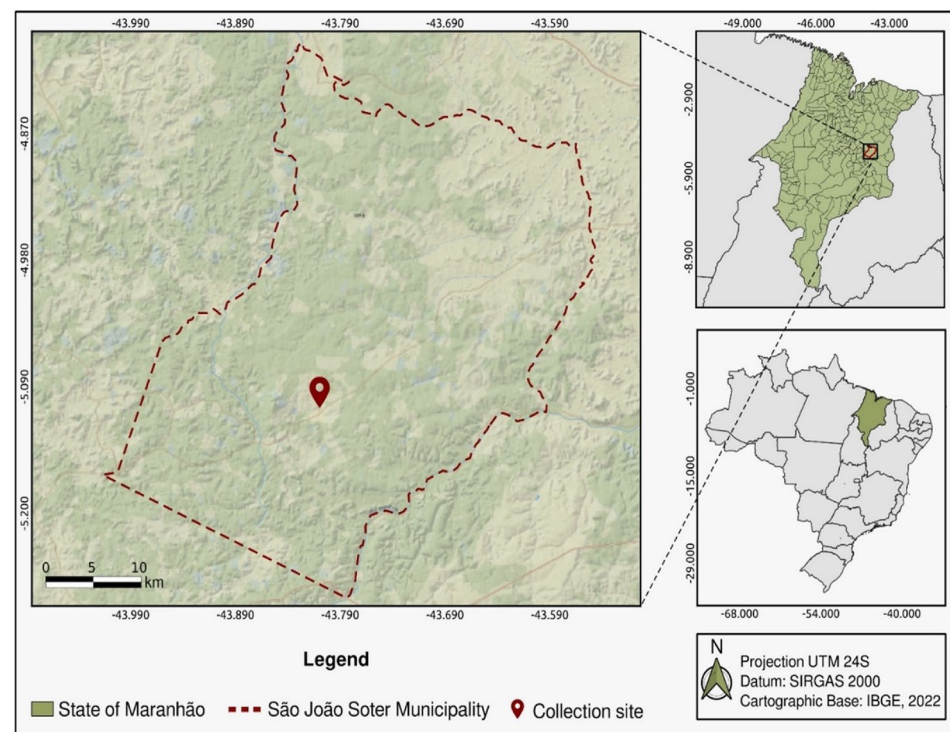 -43.990 -43.890 -43.790 -43.690 -43.590
-4.870
-4.980
-5.090
-5.200
0 5 10
km
-43.990 -43.890 -43.790 -43.690 -43.590
-49.000 -46.000 -43.000
-2.900
-5.900
-8.900
-1.000
-15.000
-29.000
-68.000 -54.000 -40.000
Legend
State of Maranhão
São João Soter Municipality
Collection site
N
Projection UTM 24S
Datum: SIRGAS 2000
Cartographic Base: IBGE, 2022